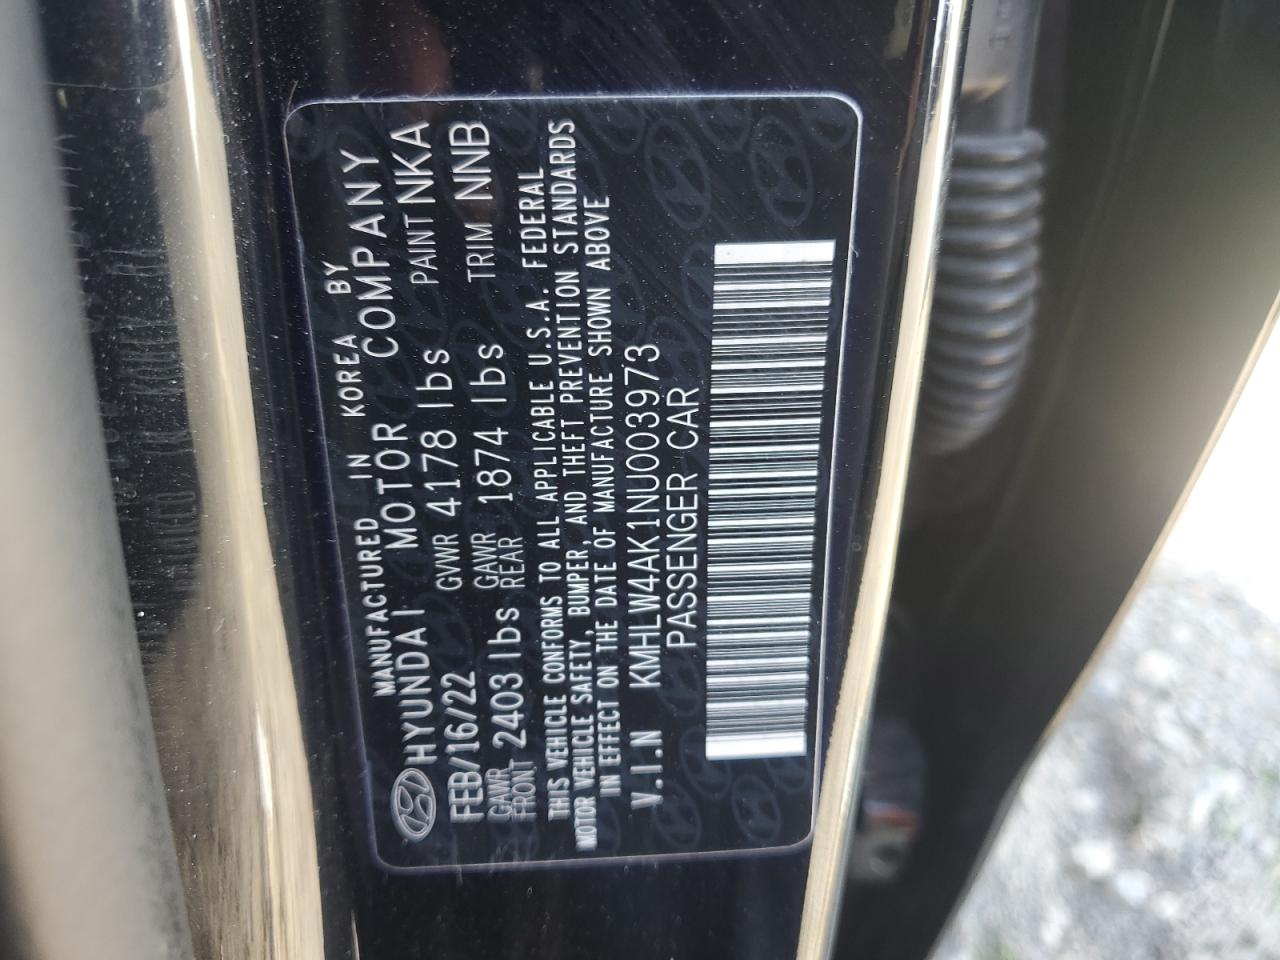 MANUFACTURED IN KOREA BY
HYUNDAI MOTOR COMPANY
FEB/16/22 GVWR 4178 lbs PAINT NKA
GAWR FRONT 2403 lbs GAWR REAR 1874 lbs TRIM NNB
THIS VEHICLE CONFORMS TO ALL APPLICABLE U.S.A. FEDERAL
MOTOR VEHICLE SAFETY, BUMPER, AND THEFT PREVENTION STANDARDS
IN EFFECT ON THE DATE OF MANUFACTURE SHOWN ABOVE
V.I.N KMHLW4AK1NU003973
PASSENGER CAR